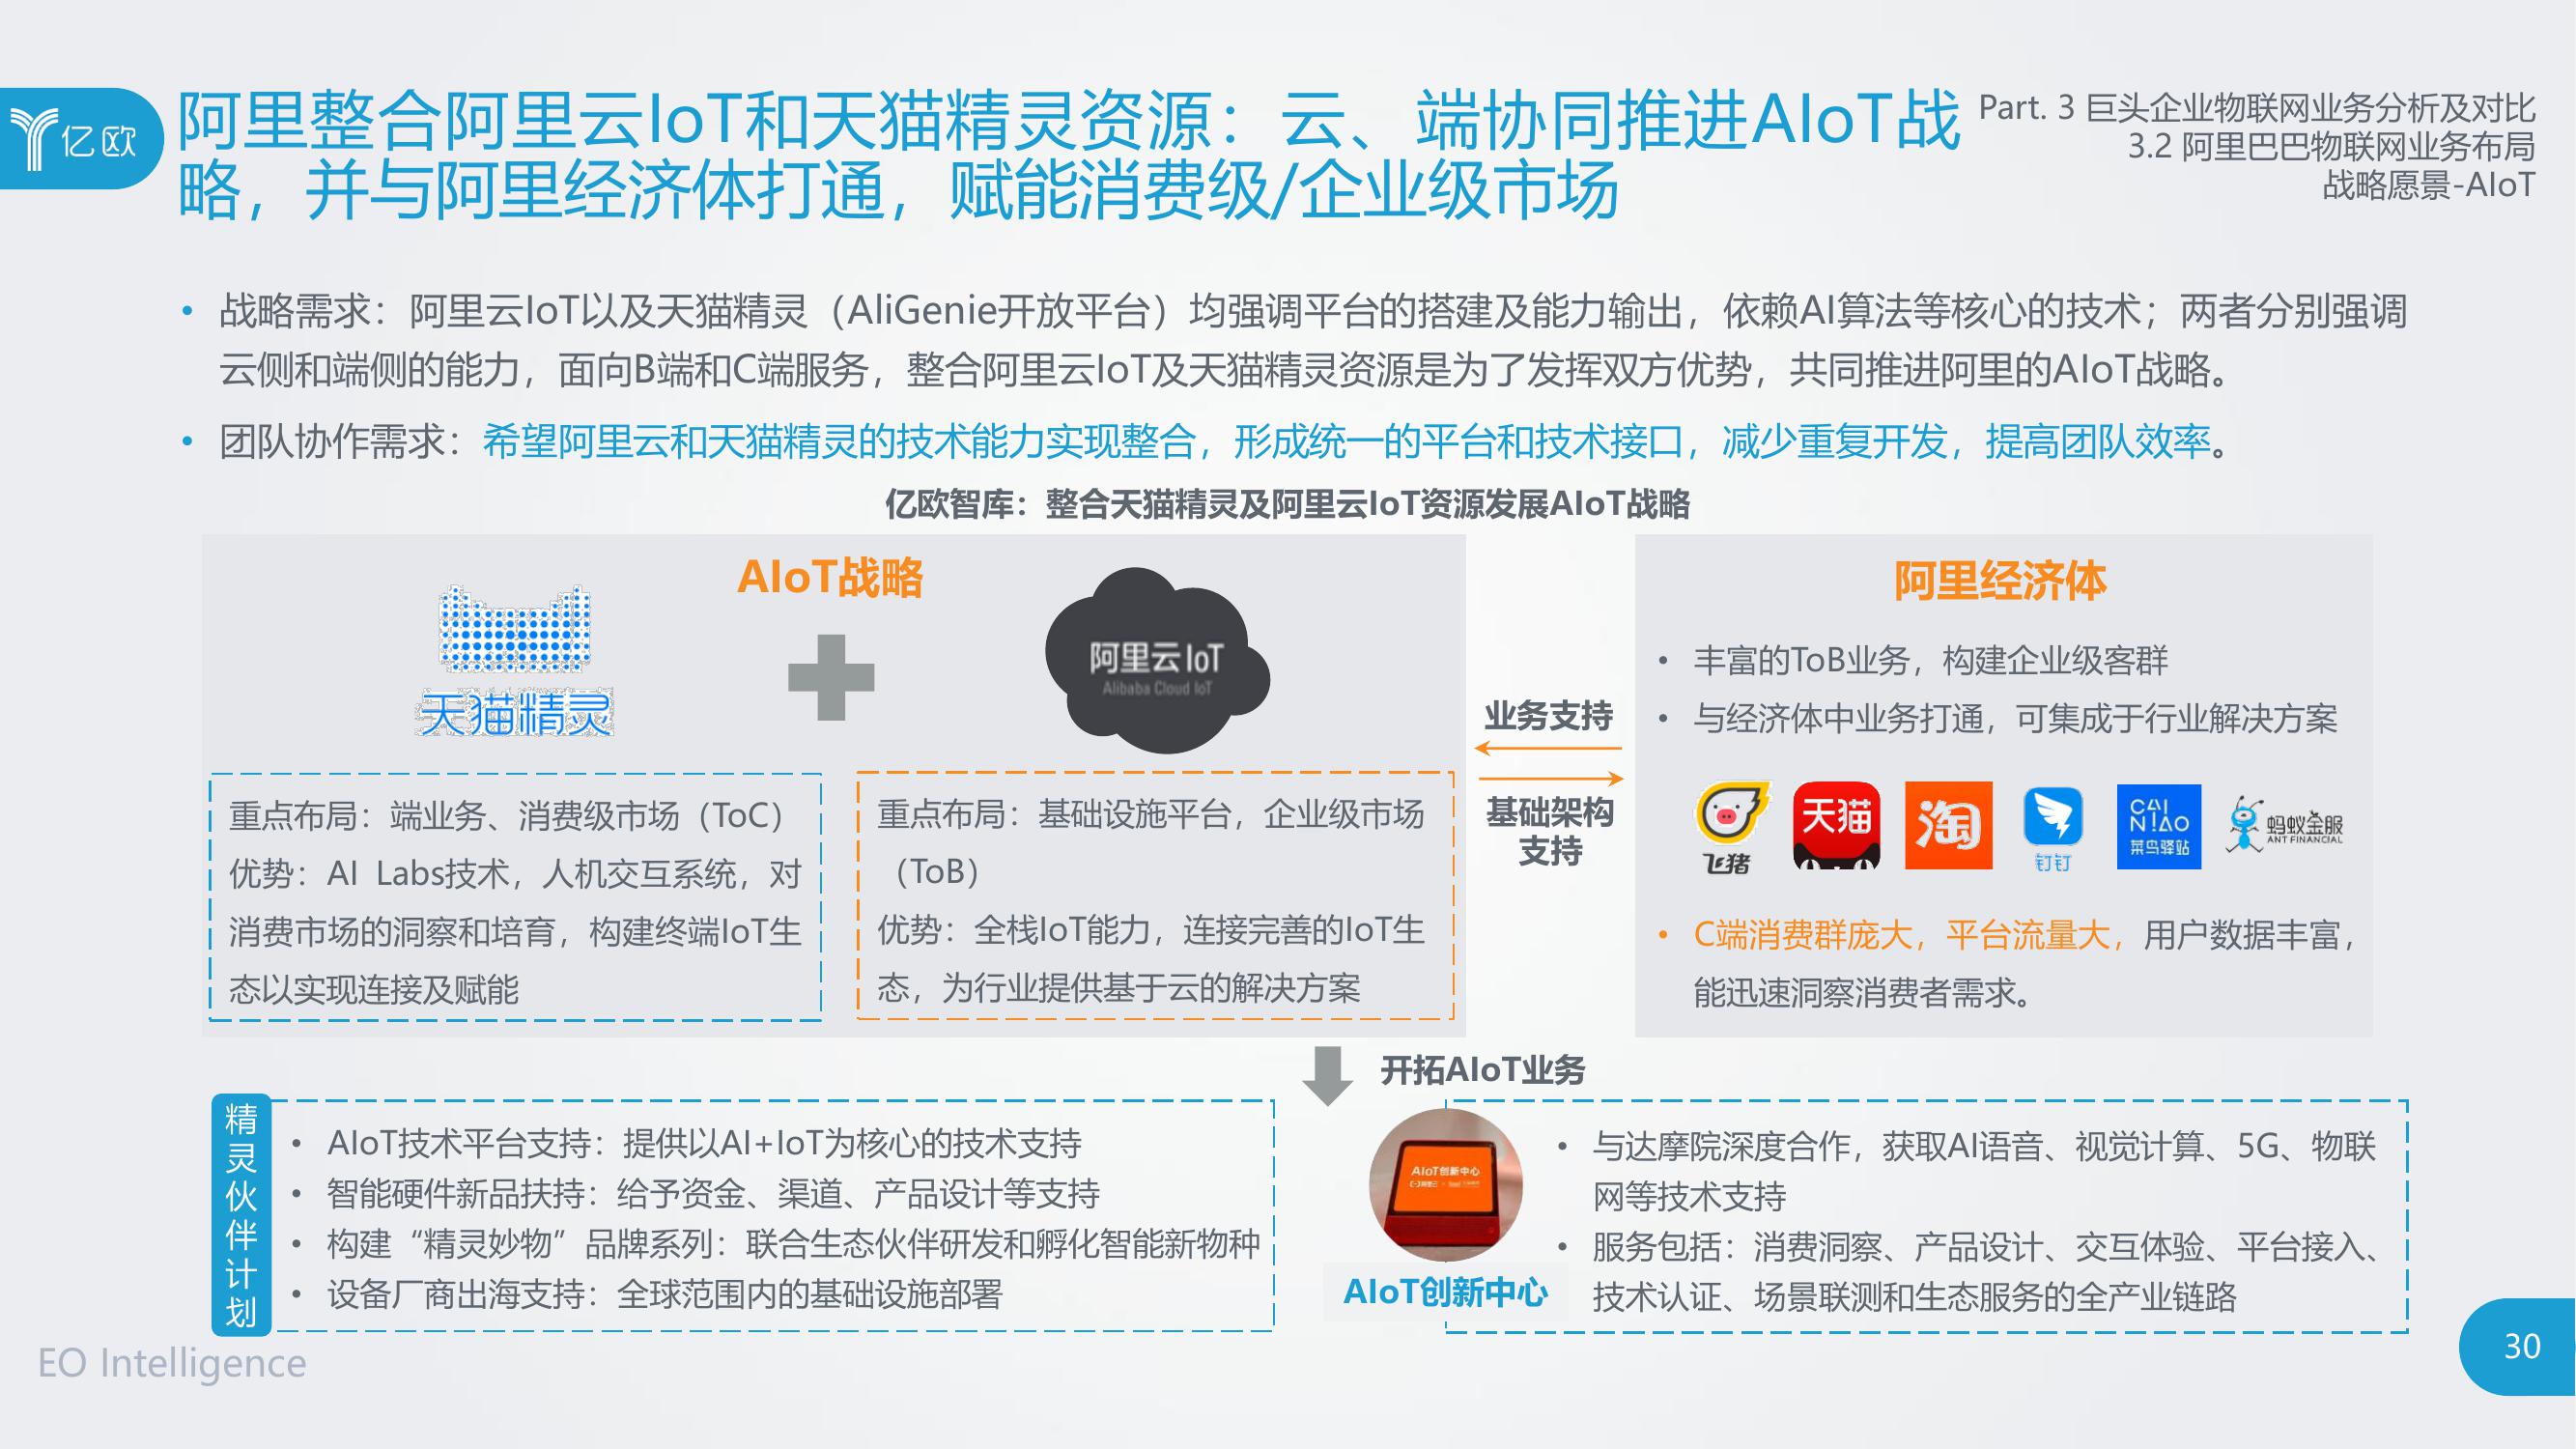 亿欧
阿里整合阿里云IoT和天猫精灵资源：云、端协同推进AIoT战
略，并与阿里经济体打通，赋能消费级/企业级市场
Part. 3 巨头企业物联网业务分析及对比
3.2 阿里巴巴物联网业务布局
战略愿景-AIoT
• 战略需求：阿里云IoT以及天猫精灵（AliGenie开放平台）均强调平台的搭建及能力输出，依赖AI算法等核心的技术；两者分别强调
云侧和端侧的能力，面向B端和C端服务，整合阿里云IoT及天猫精灵资源是为了发挥双方优势，共同推进阿里的AIoT战略。
• 团队协作需求：希望阿里云和天猫精灵的技术能力实现整合，形成统一的平台和技术接口，减少重复开发，提高团队效率。
亿欧智库：整合天猫精灵及阿里云IoT资源发展AIoT战略
AIoT战略
天猫精灵
阿里云IoT
Alibaba Cloud IoT
重点布局：端业务、消费级市场（ToC）
优势：AI Labs技术，人机交互系统，对
消费市场的洞察和培育，构建终端IoT生
态以实现连接及赋能
重点布局：基础设施平台，企业级市场
（ToB）
优势：全栈IoT能力，连接完善的IoT生
态，为行业提供基于云的解决方案
业务支持
基础架构
支持
阿里经济体
• 丰富的ToB业务，构建企业级客群
• 与经济体中业务打通，可集成于行业解决方案
飞猪
天猫
淘
钉钉
CAI
NIAO
菜鸟驿站
蚂蚁金服
ANT FINANCIAL
• C端消费群庞大，平台流量大，用户数据丰富，
能迅速洞察消费者需求。
开拓AIoT业务
精灵伙伴计划
• AIoT技术平台支持：提供以AI+IoT为核心的技术支持
• 智能硬件新品扶持：给予资金、渠道、产品设计等支持
• 构建“精灵妙物”品牌系列：联合生态伙伴研发和孵化智能新物种
• 设备厂商出海支持：全球范围内的基础设施部署
AIoT创新中心
AIoT创新中心
• 与达摩院深度合作，获取AI语音、视觉计算、5G、物联
网等技术支持
• 服务包括：消费洞察、产品设计、交互体验、平台接入、
技术认证、场景联测和生态服务的全产业链路
EO Intelligence
30